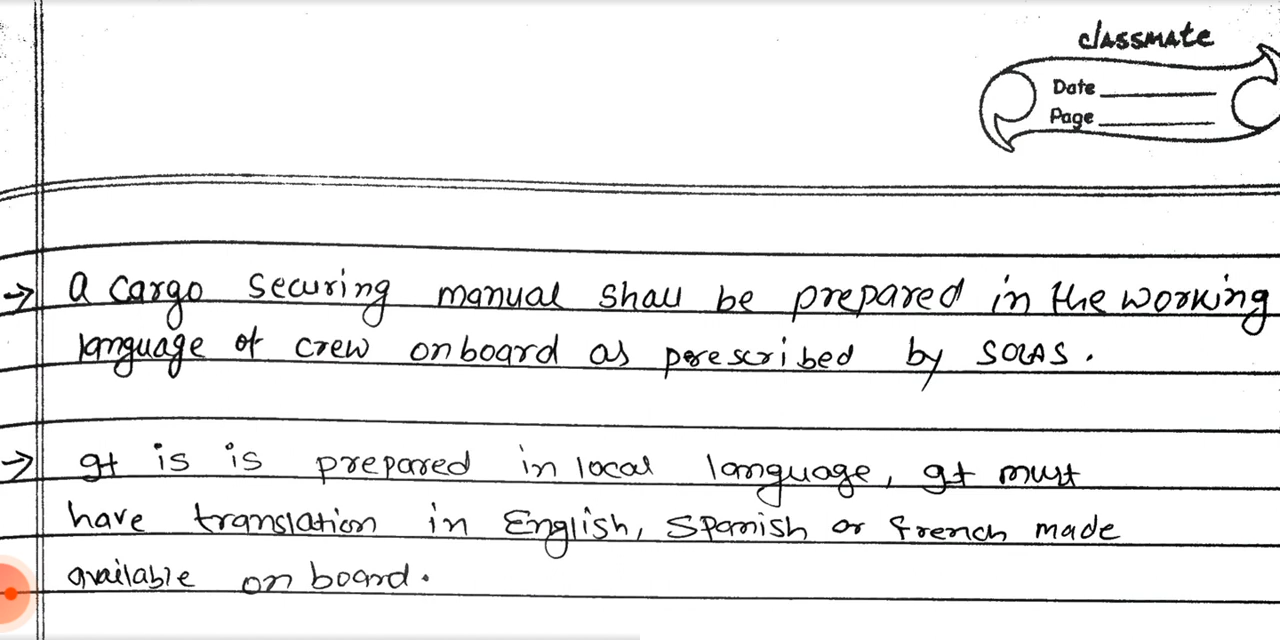 classmate
Date
Page
→ a cargo securing manual shall be prepared in the working
language of crew onboard as prescribed by SOLAS.
→ It is is prepared in local language, It must
have translation in English, Spanish or french made
available on board.